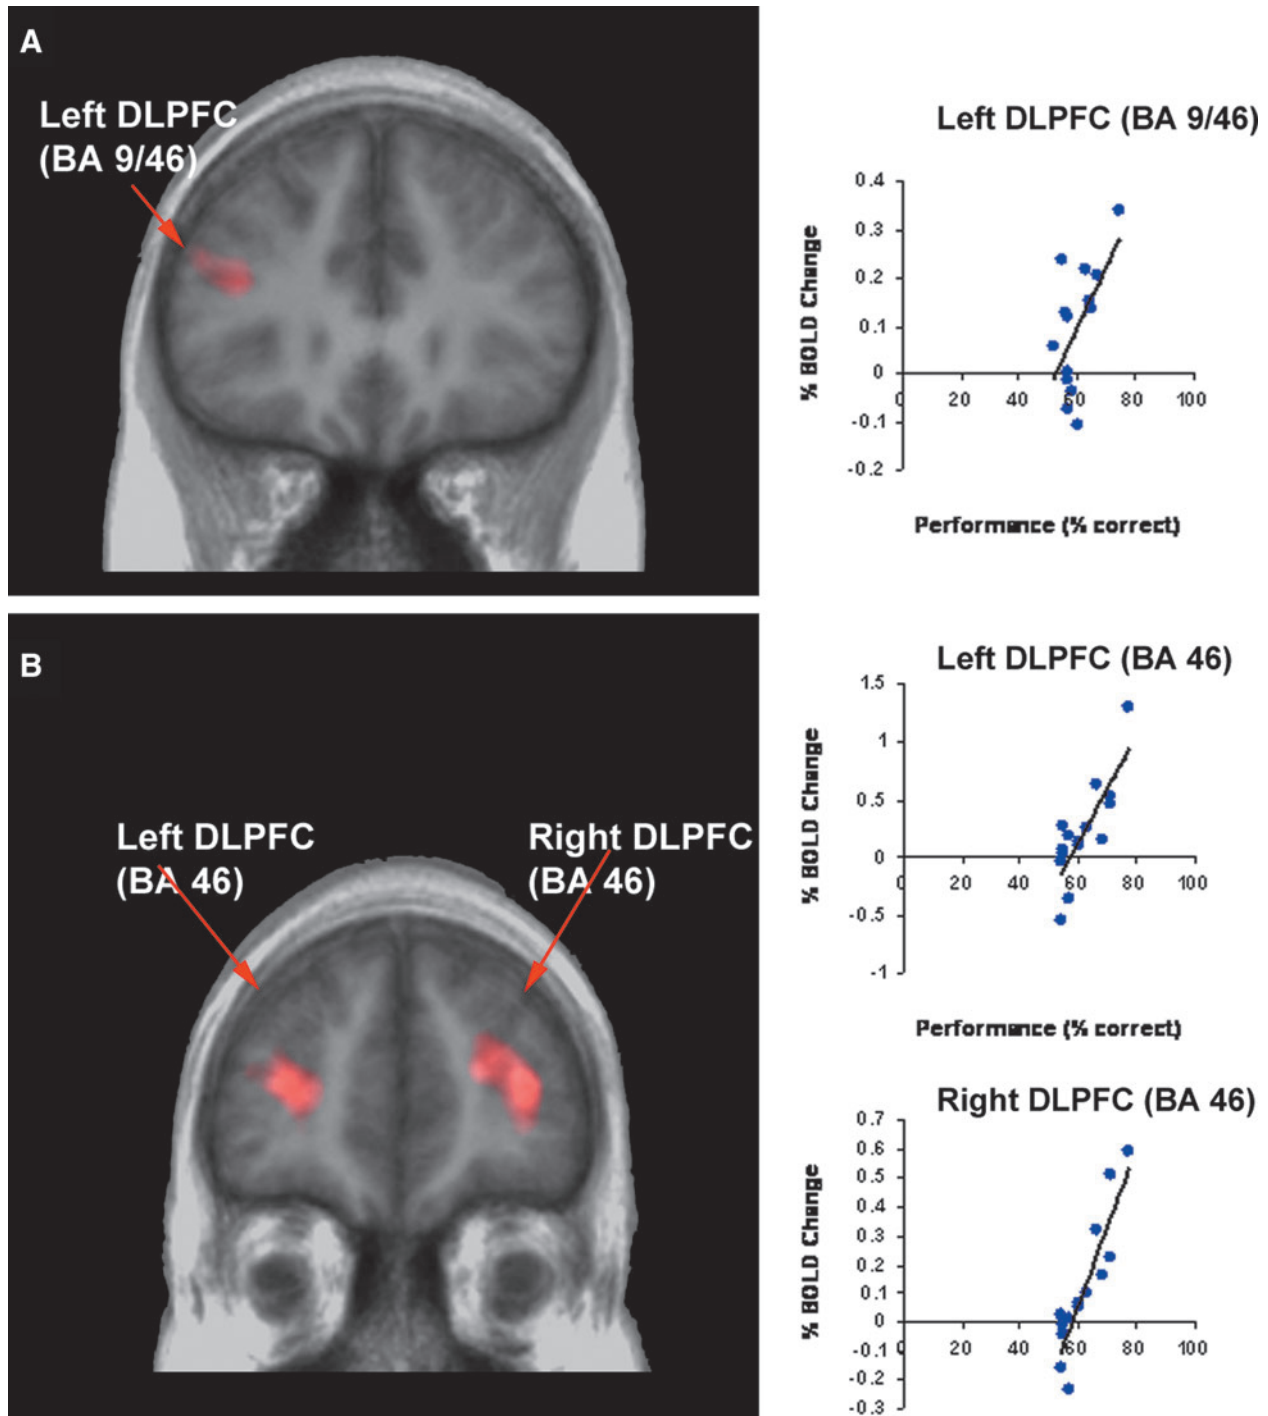 A
Left DLPFC
(BA 9/46)
Left DLPFC (BA 9/46)
0.4
0.3
0.2
0.1
0
-0.1
-0.2
% BOLD Change
0 20 40 60 80 100
Performance (% correct)
B
Left DLPFC
(BA 46)
Right DLPFC
(BA 46)
Left DLPFC (BA 46)
1.5
1
0.5
0
-0.5
-1
% BOLD Change
0 20 40 60 80 100
Performance (% correct)
Right DLPFC (BA 46)
0.7
0.6
0.5
0.4
0.3
0.2
0.1
0
-0.1
-0.2
-0.3
% BOLD Change
0 20 40 60 80 100